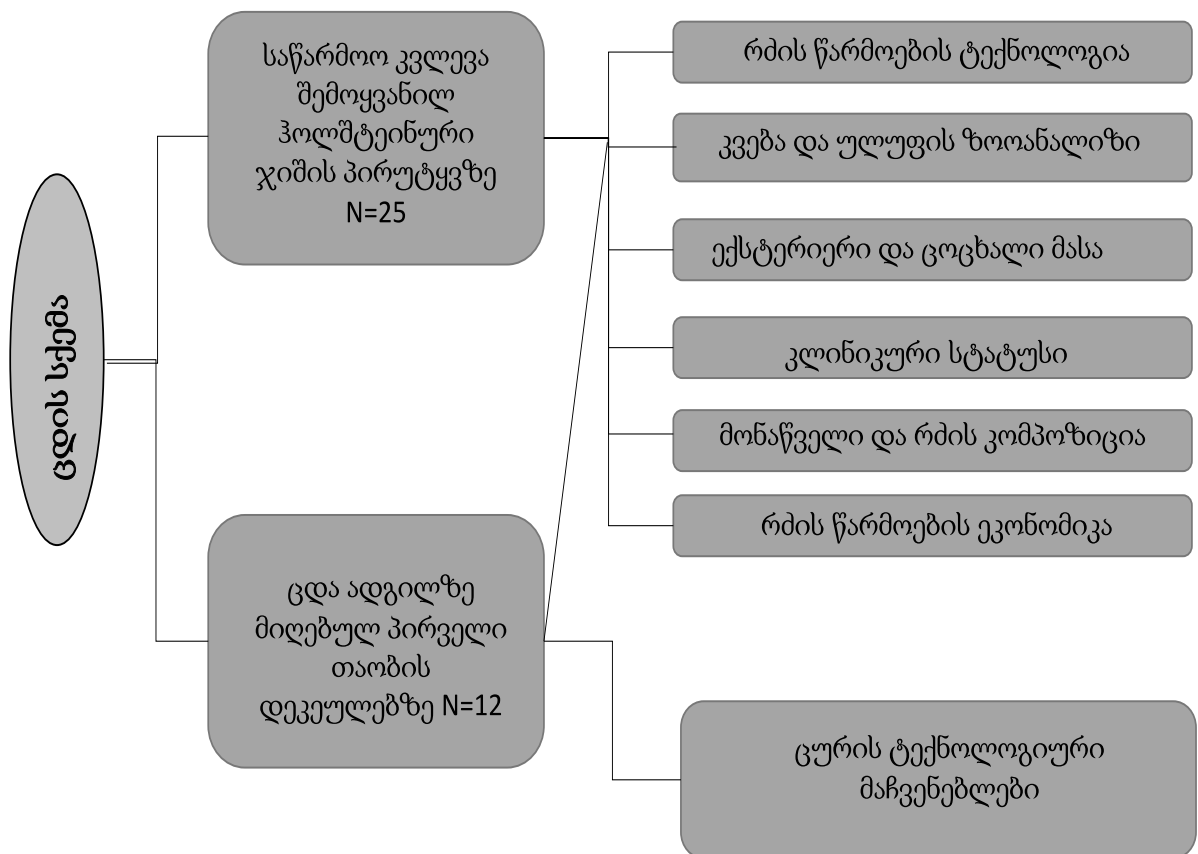 ცდის სქემა
საწარმოო კვლევა
შემოყვანილ
ჰოლშტეინური
ჯიშის პირუტყვზე
N=25
ცდა ადგილზე
მიღებულ პირველი
თაობის
დეკეულებზე N=12
რძის წარმოების ტექნოლოგია
კვება და ულუფის ზოოანალიზი
ექსტერიერი და ცოცხალი მასა
კლინიკური სტატუსი
მონაწველი და რძის კომპოზიცია
რძის წარმოების ეკონომიკა
ცურის ტექნოლოგიური
მაჩვენებლები